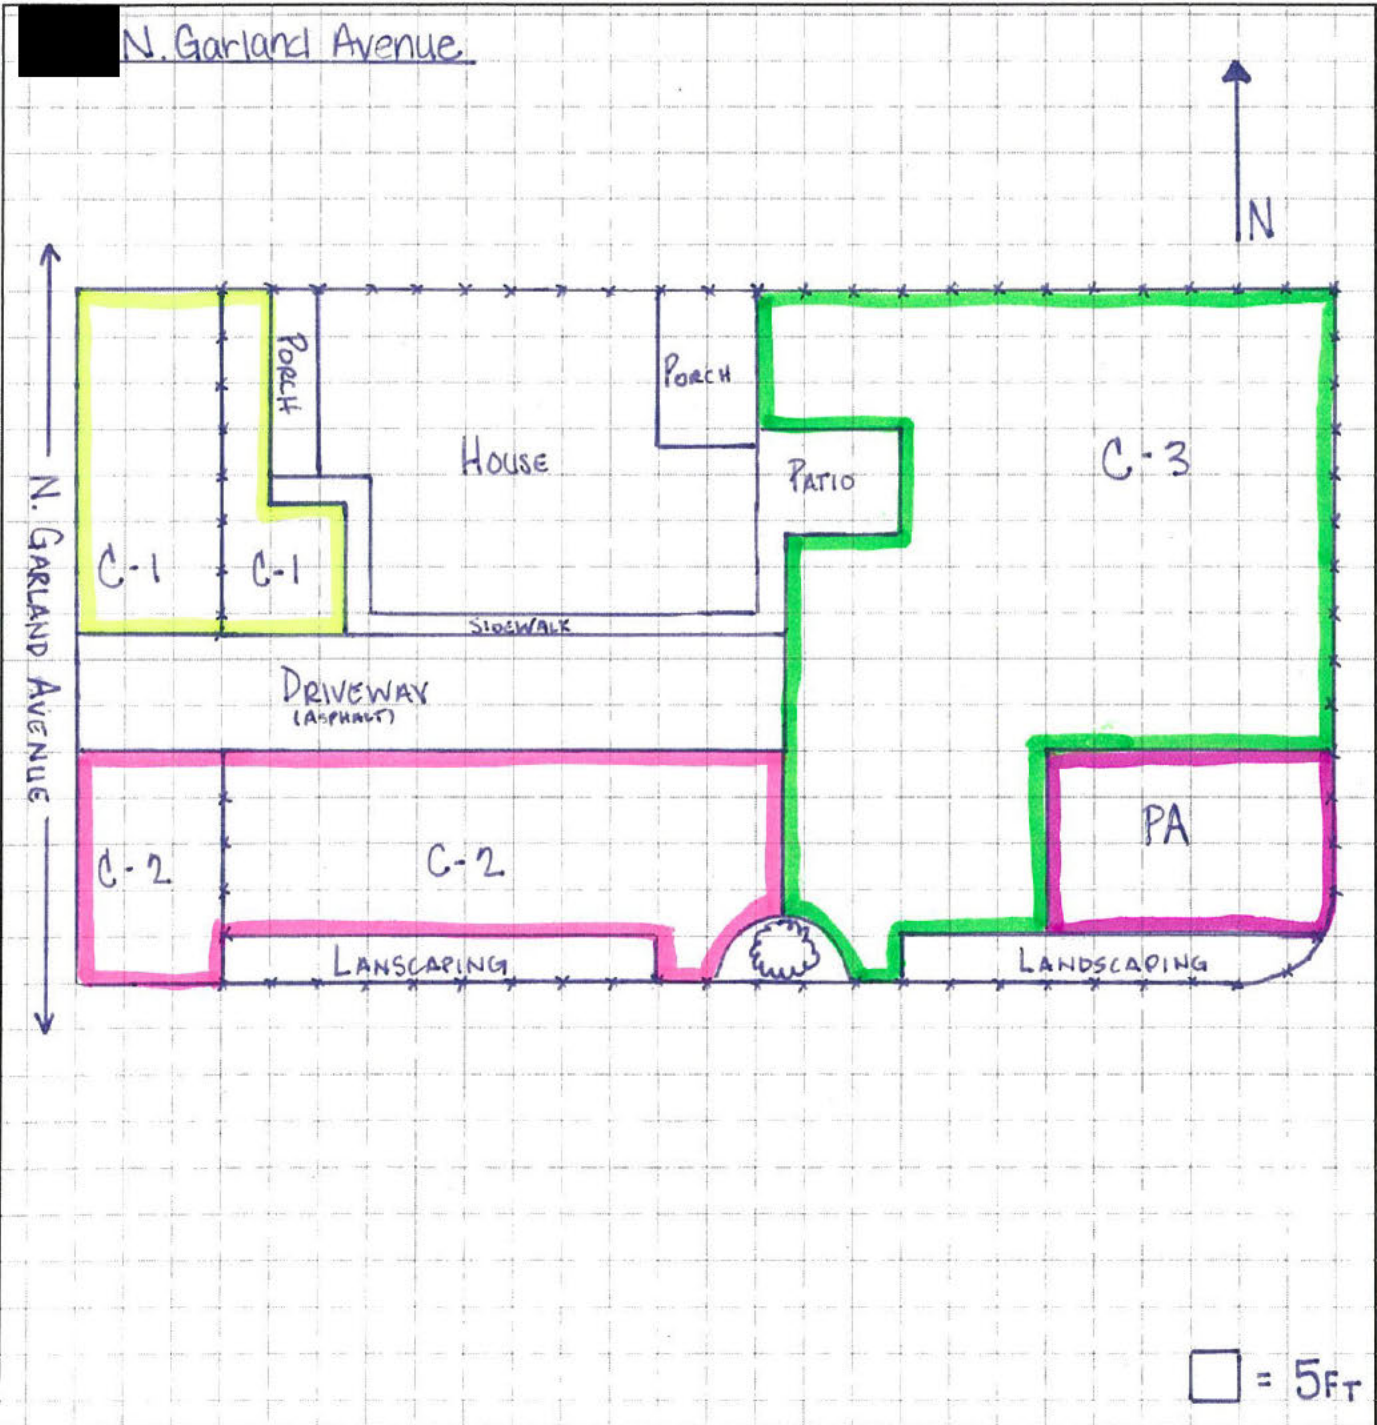 N. Garland Avenue
N
PORCH
PORCH
HOUSE
PATIO
C-3
N. GARLAND AVENUE
C-1
C-1
SIDEWALK
DRIVEWAY
(ASPHALT)
PA
C-2
C-2
LANSCAPING
LANDSCAPING
= 5FT